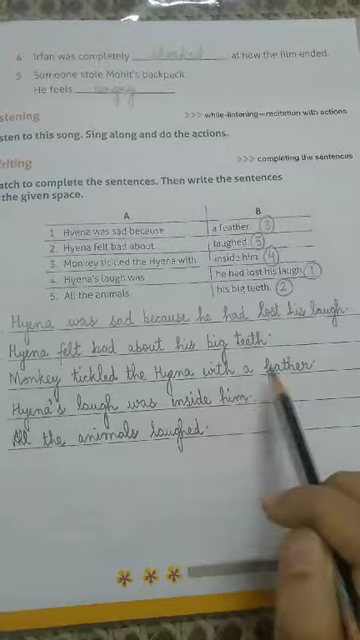 4 Irfan was completely shocked at how the film ended.
5 Someone stole Mohit's backpack.
He feels angry
stening >>> while-listening—recitation with actions
sten to this song. Sing along and do the actions.
riting >>> completing the sentences
atch to complete the sentences. Then write the sentences
the given space.
A B
1. Hyena was sad because a feather. 3
2. Hyena felt bad about laughed. 5
3. Monkey tickled the Hyena with inside him. 4
4. Hyena's laugh was he had lost his laugh. 1
5. All the animals his big teeth. 2
Hyena was sad because he had lost his laugh.
Hyena felt bad about his big teeth.
Monkey tickled the Hyena with a feather.
Hyena's laugh was inside him.
All the animals laughed.